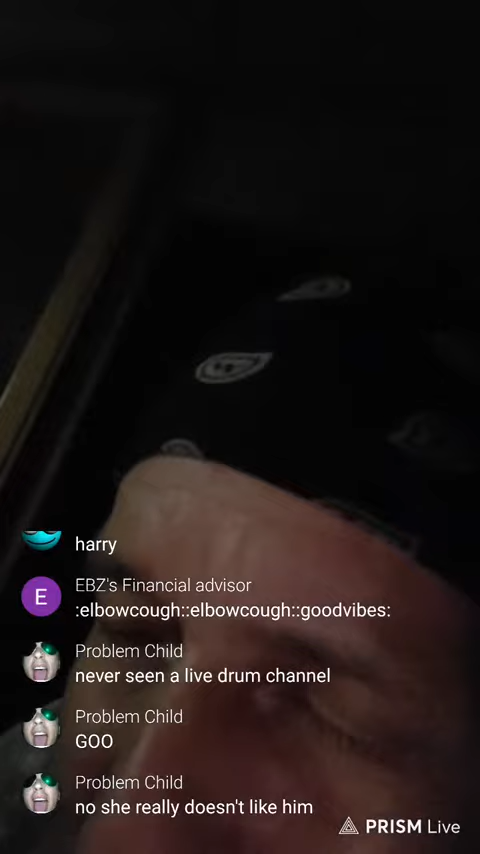 harry
E
EBZ's Financial advisor
:elbowcough::elbowcough::goodvibes:
Problem Child
never seen a live drum channel
Problem Child
GOO
Problem Child
no she really doesn't like him
PRISM Live